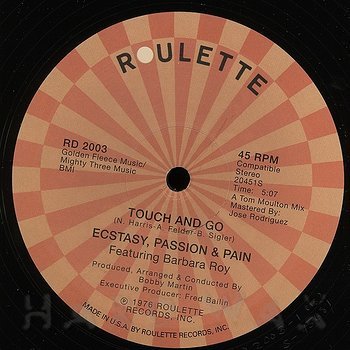 ROULETTE
RD 2003
Golden Fleece Music/
Mighty Three Music
BMI
45 RPM
Compatible
Stereo
20451S
Time: 5:07
A Tom Moulton Mix
Mastered By:
Jose Rodriguez
TOUCH AND GO
(N. Harris-A. Felder-B. Sigler)
ECSTASY, PASSION & PAIN
Featuring Barbara Roy
Produced, Arranged & Conducted By
Bobby Martin
Executive Producer: Fred Bailin
℗ 1976 ROULETTE
RECORDS, INC.
MADE IN U.S.A. BY ROULETTE RECORDS, INC.